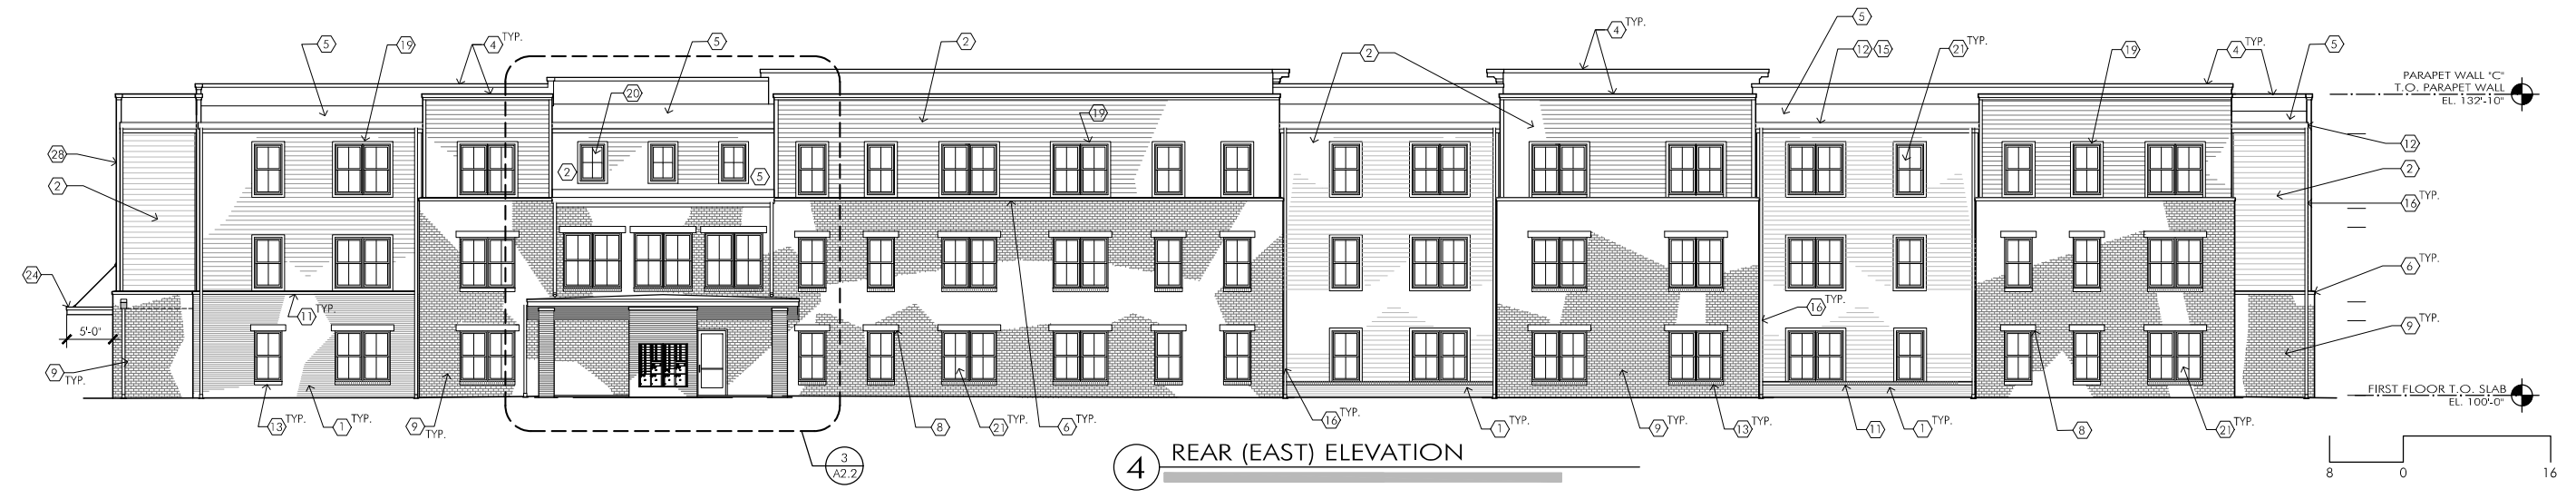 5
19
4 TYP.
5
2
2
4 TYP.
5
12 15
21 TYP.
19
4 TYP.
5
PARAPET WALL "C"
T.O. PARAPET WALL
EL. 132'-10"
20
19
28
2
2
5
12
2
16 TYP.
24
11 TYP.
16 TYP.
6 TYP.
5'-0"
9 TYP.
9 TYP.
FIRST FLOOR T.O. SLAB
EL. 100'-0"
13 TYP.
1 TYP.
9 TYP.
8
21 TYP.
6 TYP.
16 TYP.
1 TYP.
9 TYP.
13 TYP.
11
1 TYP.
8
21 TYP.
3
A2.2
4 REAR (EAST) ELEVATION
8 0 16